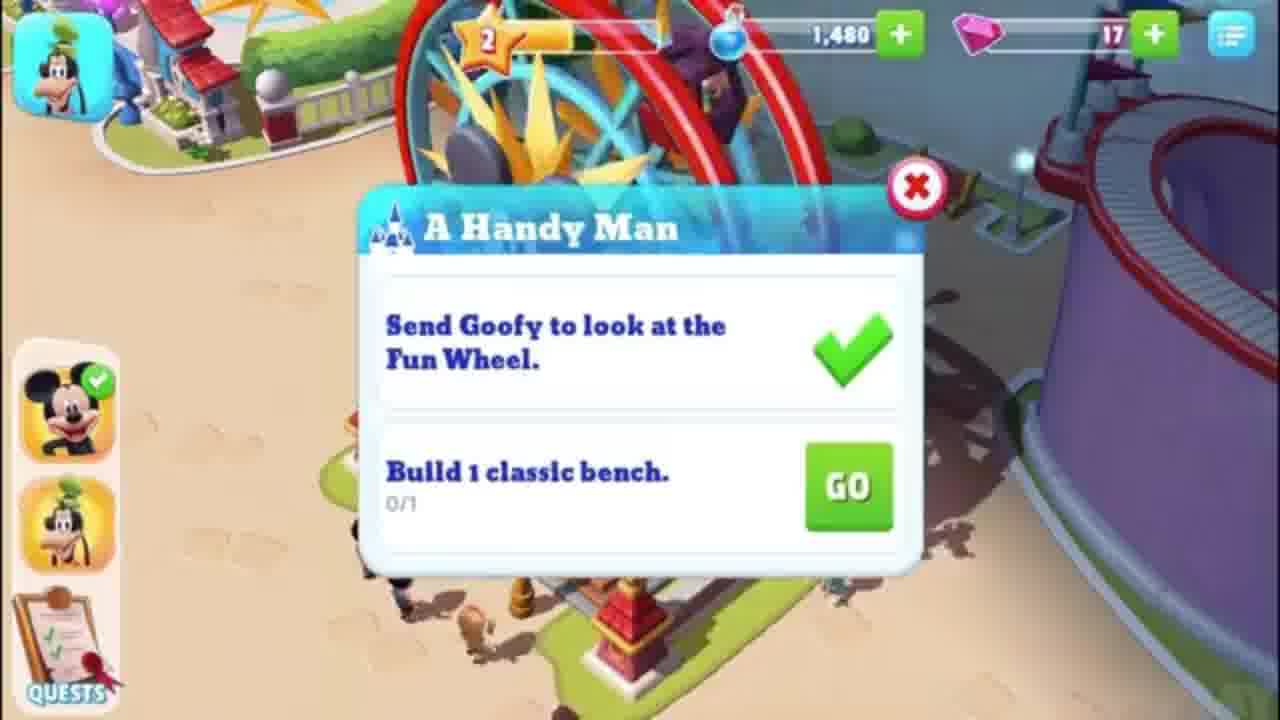 2
1,480
17
A Handy Man
Send Goofy to look at the
Fun Wheel.
Build 1 classic bench.
0/1
GO
QUESTS